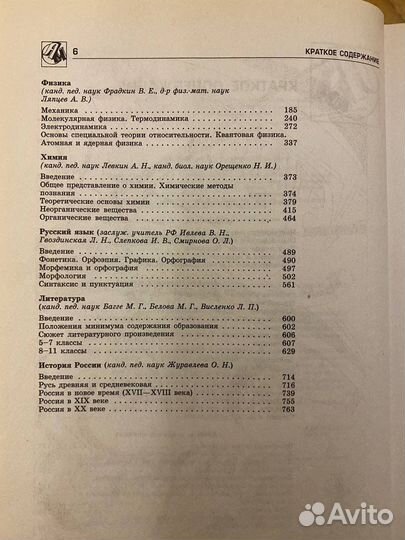 6 КРАТКОЕ СОДЕРЖАНИЕ
Физика
(канд. пед. наук Фрадкин В. Е., д-р физ.-мат. наук
Ляпцев А. В.)
Механика 185
Молекулярная физика. Термодинамика 240
Электродинамика 272
Основы специальной теории относительности. Квантовая физика.
Атомная и ядерная физика 337
Химия
(канд. пед. наук Левкин А. Н., канд. биол. наук Орещенко Н. И.)
Введение 373
Общее представление о химии. Химические методы
познания 374
Теоретические основы химии 379
Неорганические вещества 415
Органические вещества 464
Русский язык (заслуж. учитель РФ Ивлева В. Н.,
Гвоздинская Л. Н., Слепкова И. В., Смирнова О. Л.)
Введение 489
Фонетика. Орфоэпия. Графика. Орфография 490
Морфемика и орфография 497
Морфология 502
Синтаксис и пунктуация 561
Литература
(канд. пед. наук Багге М. Г., Белова М. Г., Висленко Л. П.)
Введение 600
Положения минимума содержания образования 602
Сюжет литературного произведения 606
5–7 классы 607
8–11 классы 629
История России (канд. пед. наук Журавлева О. Н.)
Введение 714
Русь древняя и средневековая 716
Россия в новое время (XVII—XVIII века) 739
Россия в XIX веке 755
Россия в XX веке 763
Avito